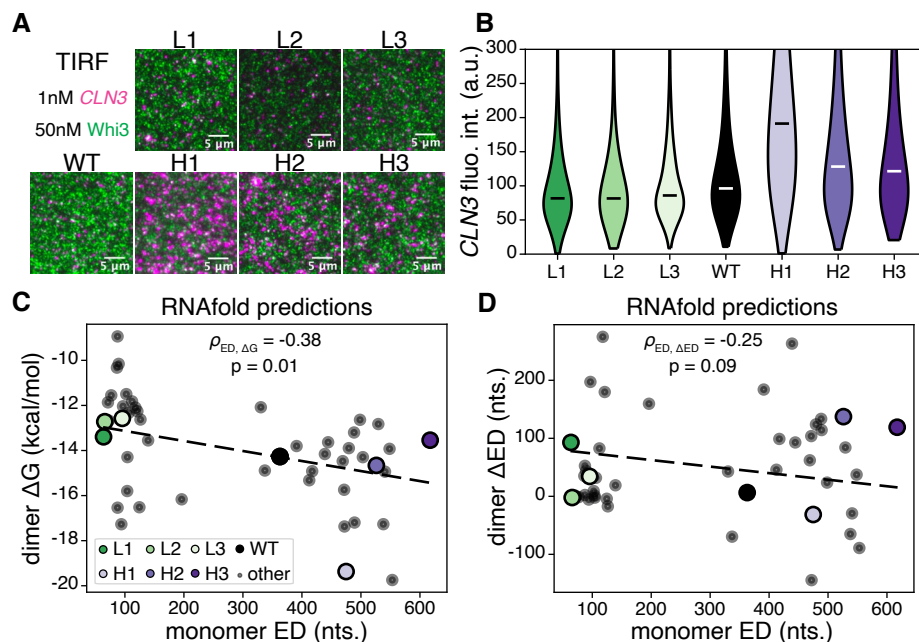 A
TIRF
1nM CLN3
50nM Whi3
L1
L2
L3
5 µm
5 µm
5 µm
WT
H1
H2
H3
5 µm
5 µm
5 µm
5 µm
B
CLN3 fluo. int. (a.u.)
300
250
200
150
100
50
0
L1
L2
L3
WT
H1
H2
H3
C
RNAfold predictions
ρED, ΔG = -0.38
p = 0.01
dimer ΔG (kcal/mol)
-10
-12
-14
-16
-18
-20
L1
L2
L3
WT
H1
H2
H3
other
100
200
300
400
500
600
monomer ED (nts.)
D
RNAfold predictions
ρED, ΔED = -0.25
p = 0.09
dimer ΔED (nts.)
200
100
0
-100
100
200
300
400
500
600
monomer ED (nts.)